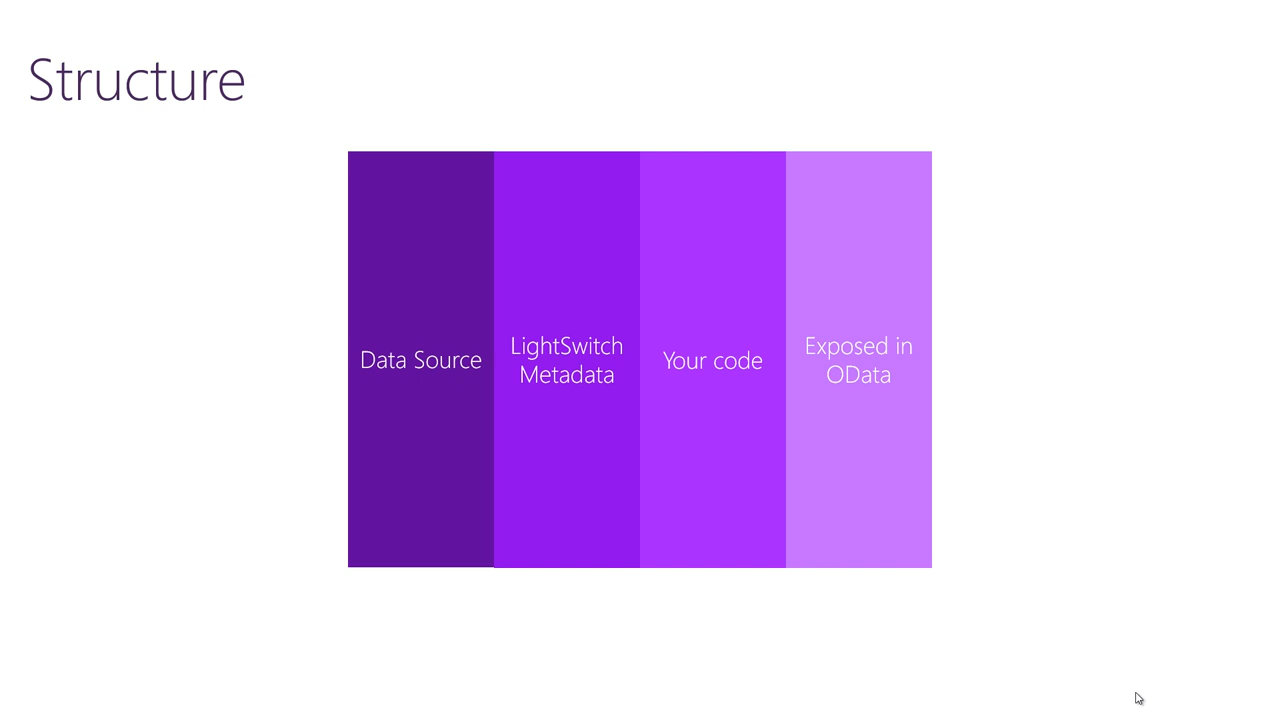 Structure
Data Source
LightSwitch
Metadata
Your code
Exposed in
OData